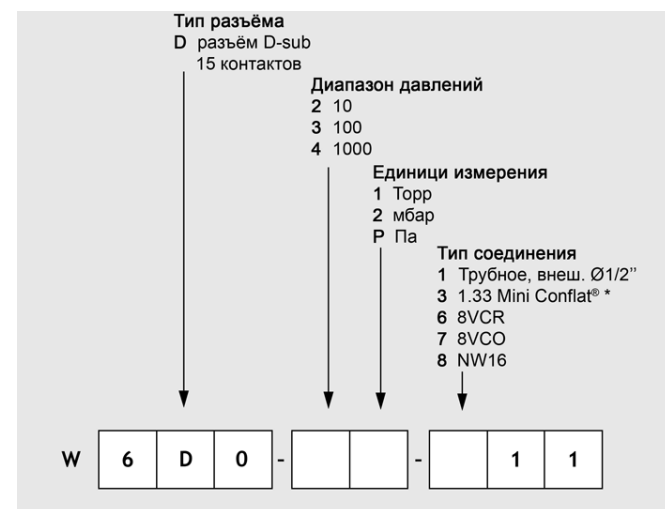 Тип разъёма
D разъём D-sub
15 контактов
Диапазон давлений
2 10
3 100
4 1000
Единици измерения
1 Торр
2 мбар
P Па
Тип соединения
1 Трубное, внеш. Ø1/2’’
3 1.33 Mini Conflat® *
6 8VCR
7 8VCO
8 NW16
W 6 D 0 - - 1 1